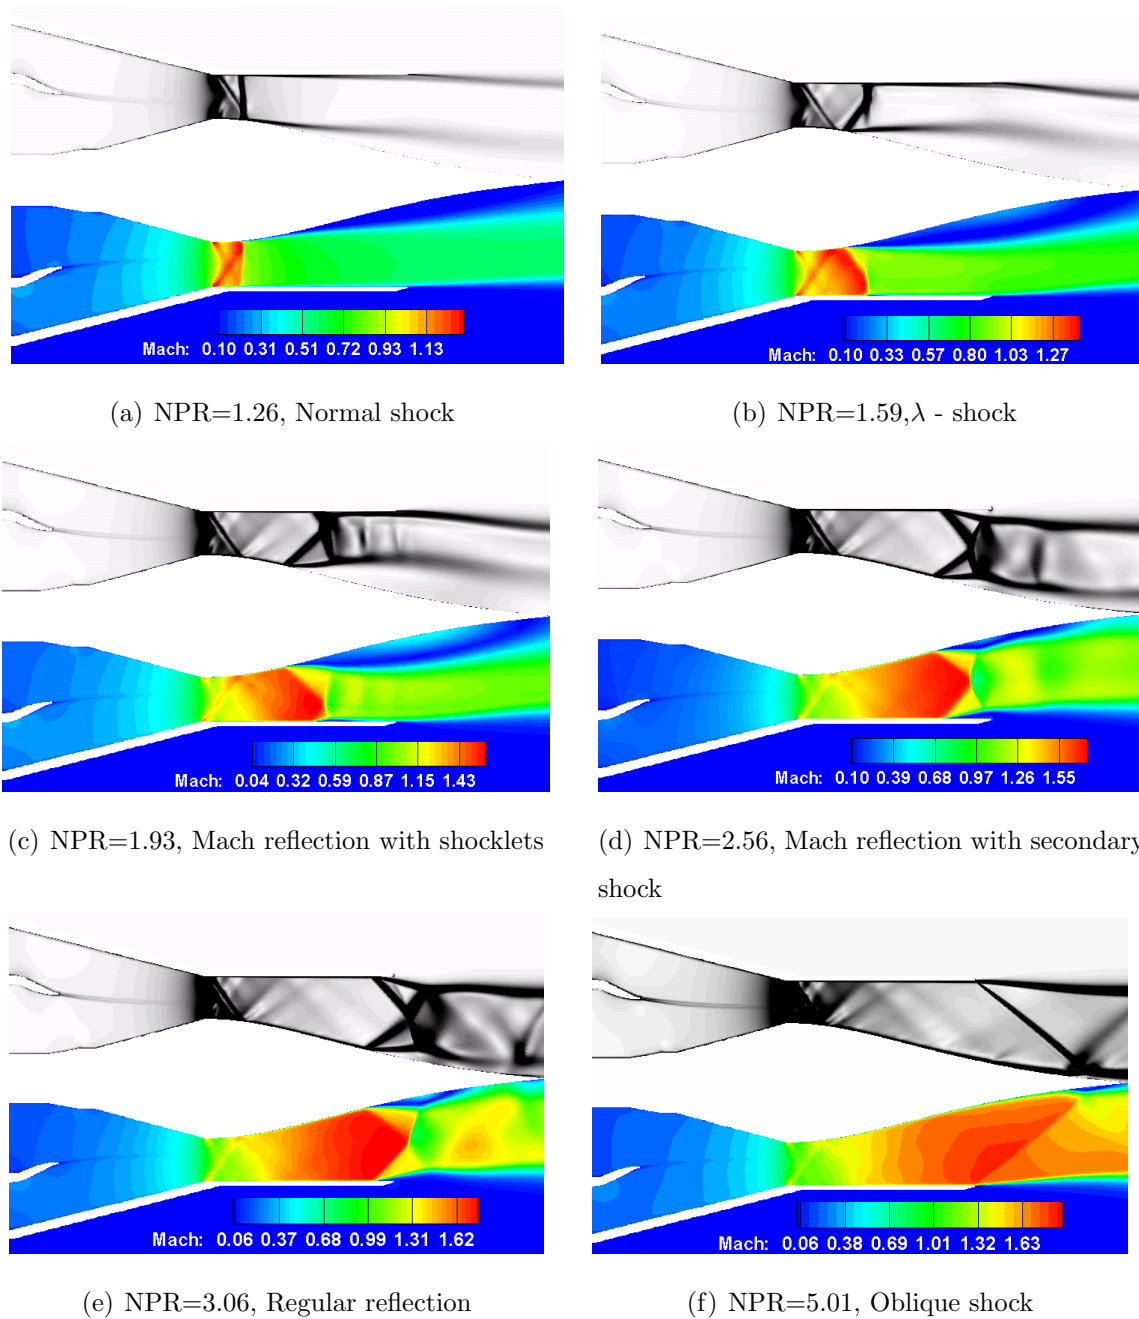 Mach: 0.10 0.31 0.51 0.72 0.93 1.13
Mach: 0.10 0.33 0.57 0.80 1.03 1.27
(a) NPR=1.26, Normal shock
(b) NPR=1.59,λ - shock
Mach: 0.04 0.32 0.59 0.87 1.15 1.43
Mach: 0.10 0.39 0.68 0.97 1.26 1.55
(c) NPR=1.93, Mach reflection with shocklets
(d) NPR=2.56, Mach reflection with secondary
shock
Mach: 0.06 0.37 0.68 0.99 1.31 1.62
Mach: 0.06 0.38 0.69 1.01 1.32 1.63
(e) NPR=3.06, Regular reflection
(f) NPR=5.01, Oblique shock